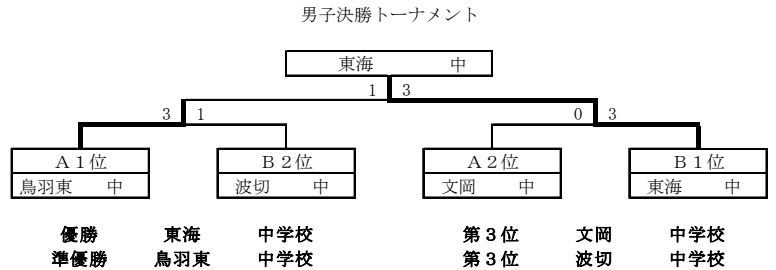 男子決勝トーナメント
東海 中
1 3
3 1 0 3
A1位 B2位 A2位 B1位
鳥羽東 中 波切 中 文岡 中 東海 中
優勝 東海 中学校 第3位 文岡 中学校
準優勝 鳥羽東 中学校 第3位 波切 中学校